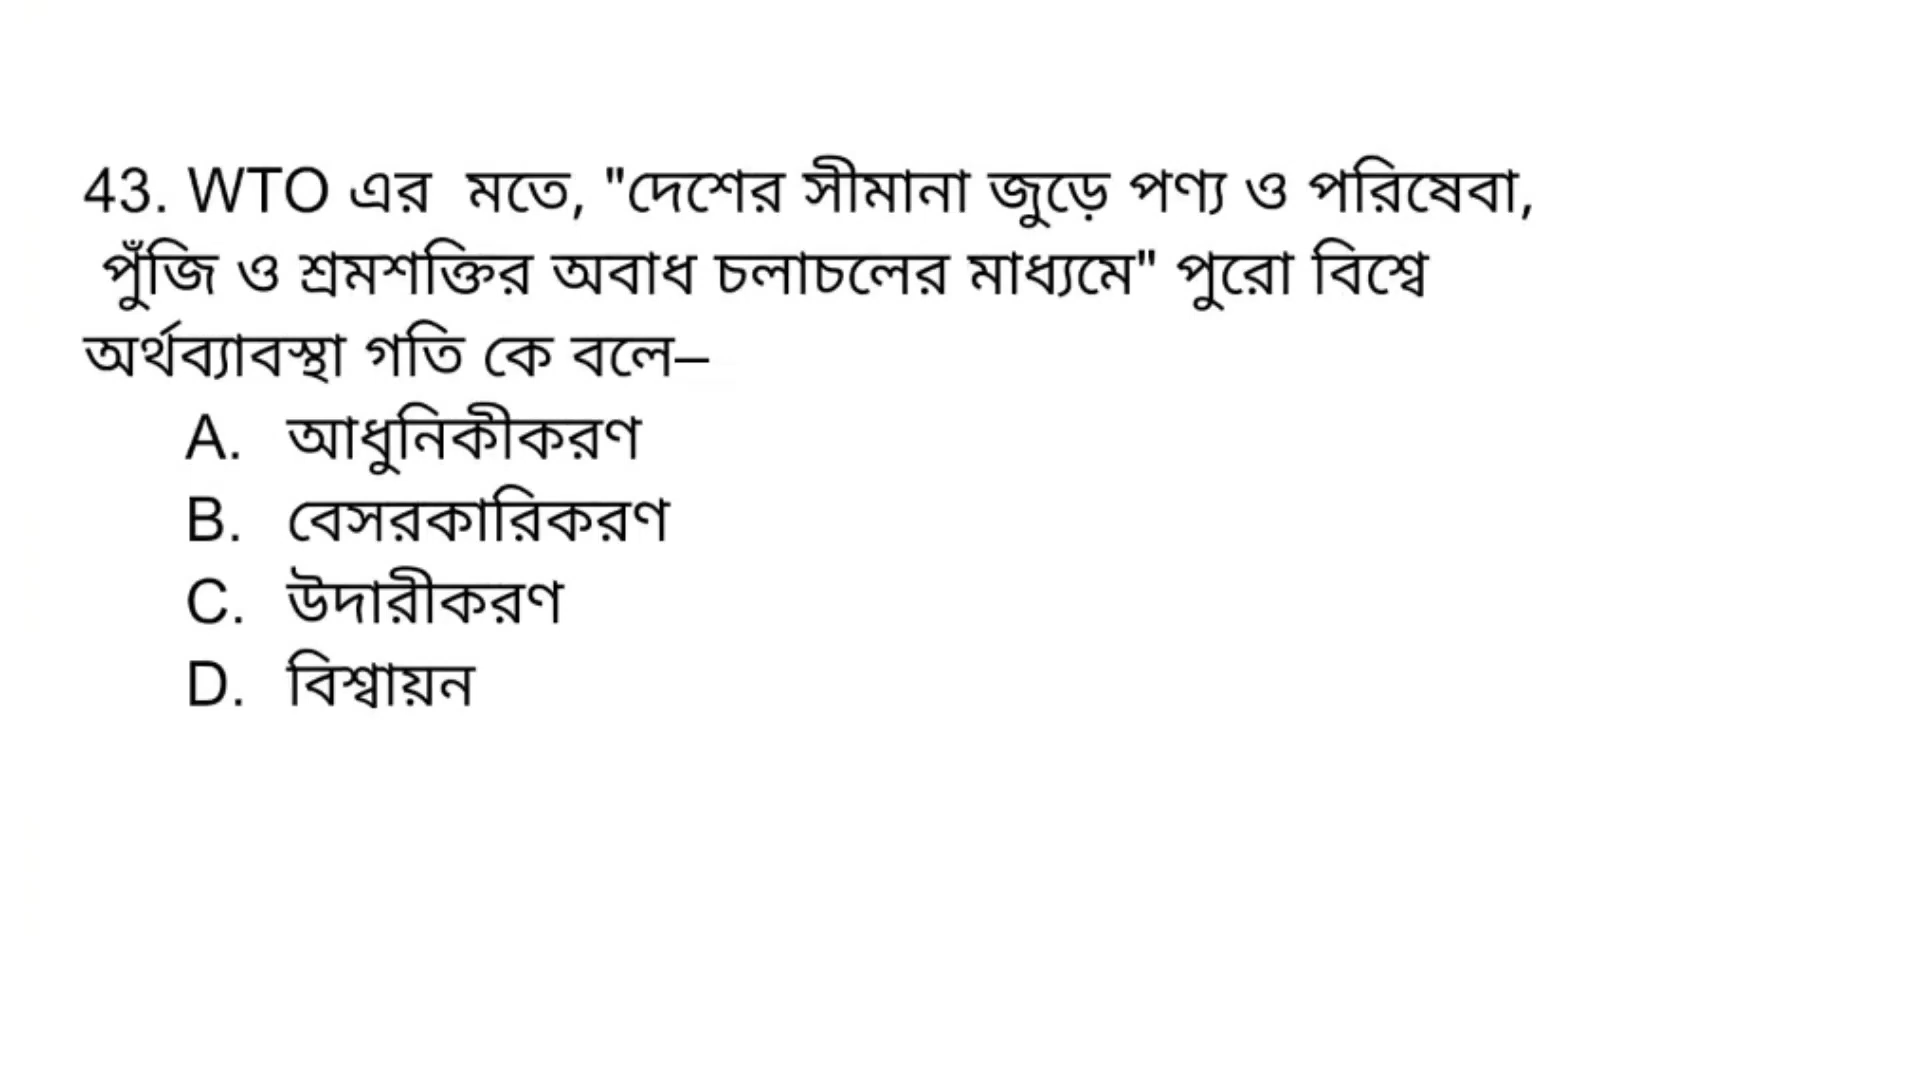 43. WTO এর মতে, "দেশের সীমানা জুড়ে পণ্য ও পরিষেবা,
পুঁজি ও শ্রমশক্তির অবাধ চলাচলের মাধ্যমে" পুরো বিশ্বে
অর্থব্যাবস্থা গতি কে বলে–
A. আধুনিকীকরণ
B. বেসরকারিকরণ
C. উদারীকরণ
D. বিশ্বায়ন